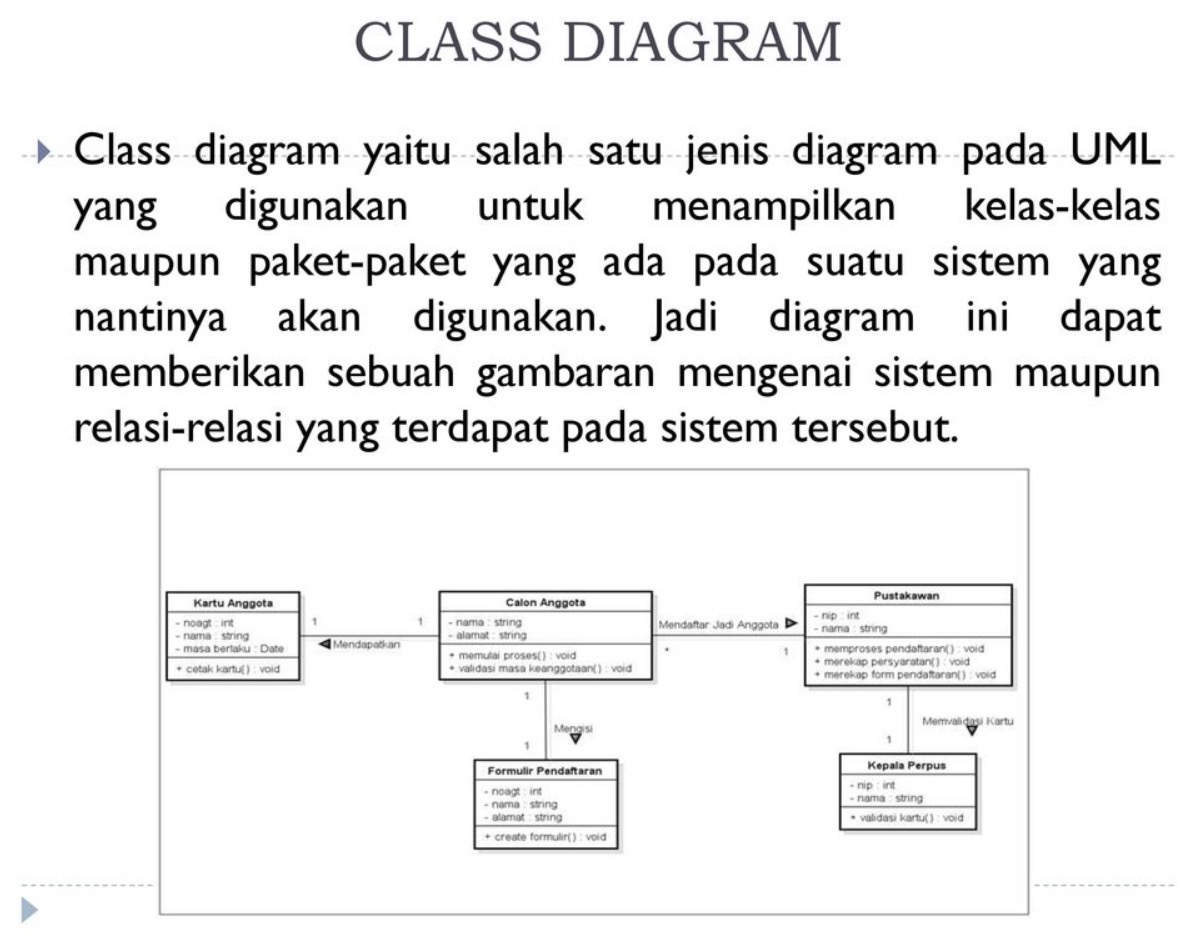 CLASS DIAGRAM
Class diagram yaitu salah satu jenis diagram pada UML
yang digunakan untuk menampilkan kelas-kelas
maupun paket-paket yang ada pada suatu sistem yang
nantinya akan digunakan. Jadi diagram ini dapat
memberikan sebuah gambaran mengenai sistem maupun
relasi-relasi yang terdapat pada sistem tersebut.
Kartu Anggota
- noagt : int
- nama : string
- masa berlaku : Date
+ cetak kartu() : void
1
1
Mendapatkan
Calon Anggota
- nama : string
- alamat : string
+ memulai proses() : void
+ validasi masa keanggotaan() : void
Mendaftar Jadi Anggota
*
1
Pustakawan
- nip : int
- nama : string
+ memproses pendaftaran() : void
+ merekap persyaratan() : void
+ merekap form pendaftaran() : void
1
Mengisi
1
Formulir Pendaftaran
- noagt : int
- nama : string
- alamat : string
+ create formulir() : void
1
Memvalidasi Kartu
1
Kepala Perpus
- nip : int
- nama : string
+ validasi kartu() : void